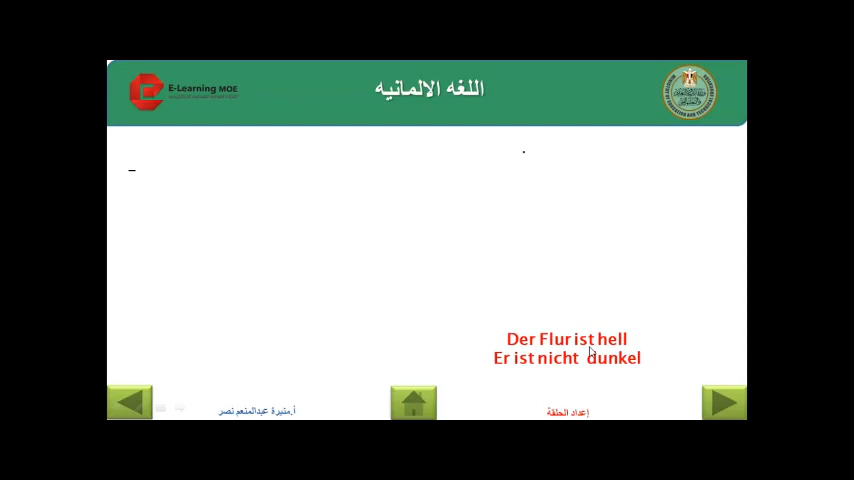 E-Learning MOE
اللغه الالمانيه
Der Flur ist hell
Er ist nicht dunkel
أ.منيرة عبدالمنعم نصر
إعداد الحلقة